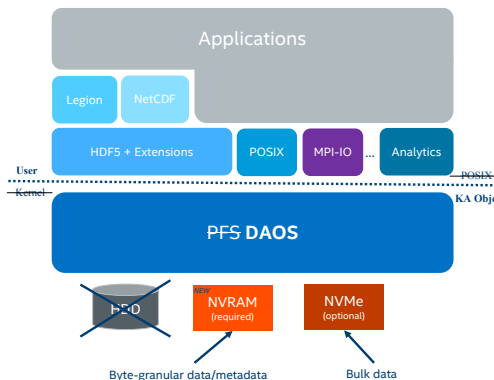 Applications
Legion
NetCDF
HDF5 + Extensions
POSIX
MPI-IO
...
Analytics
User
POSIX
Kernel
KA Obje
PFS DAOS
HDD
NEW
NVRAM
(required)
NVMe
(optional)
Byte-granular data/metadata
Bulk data